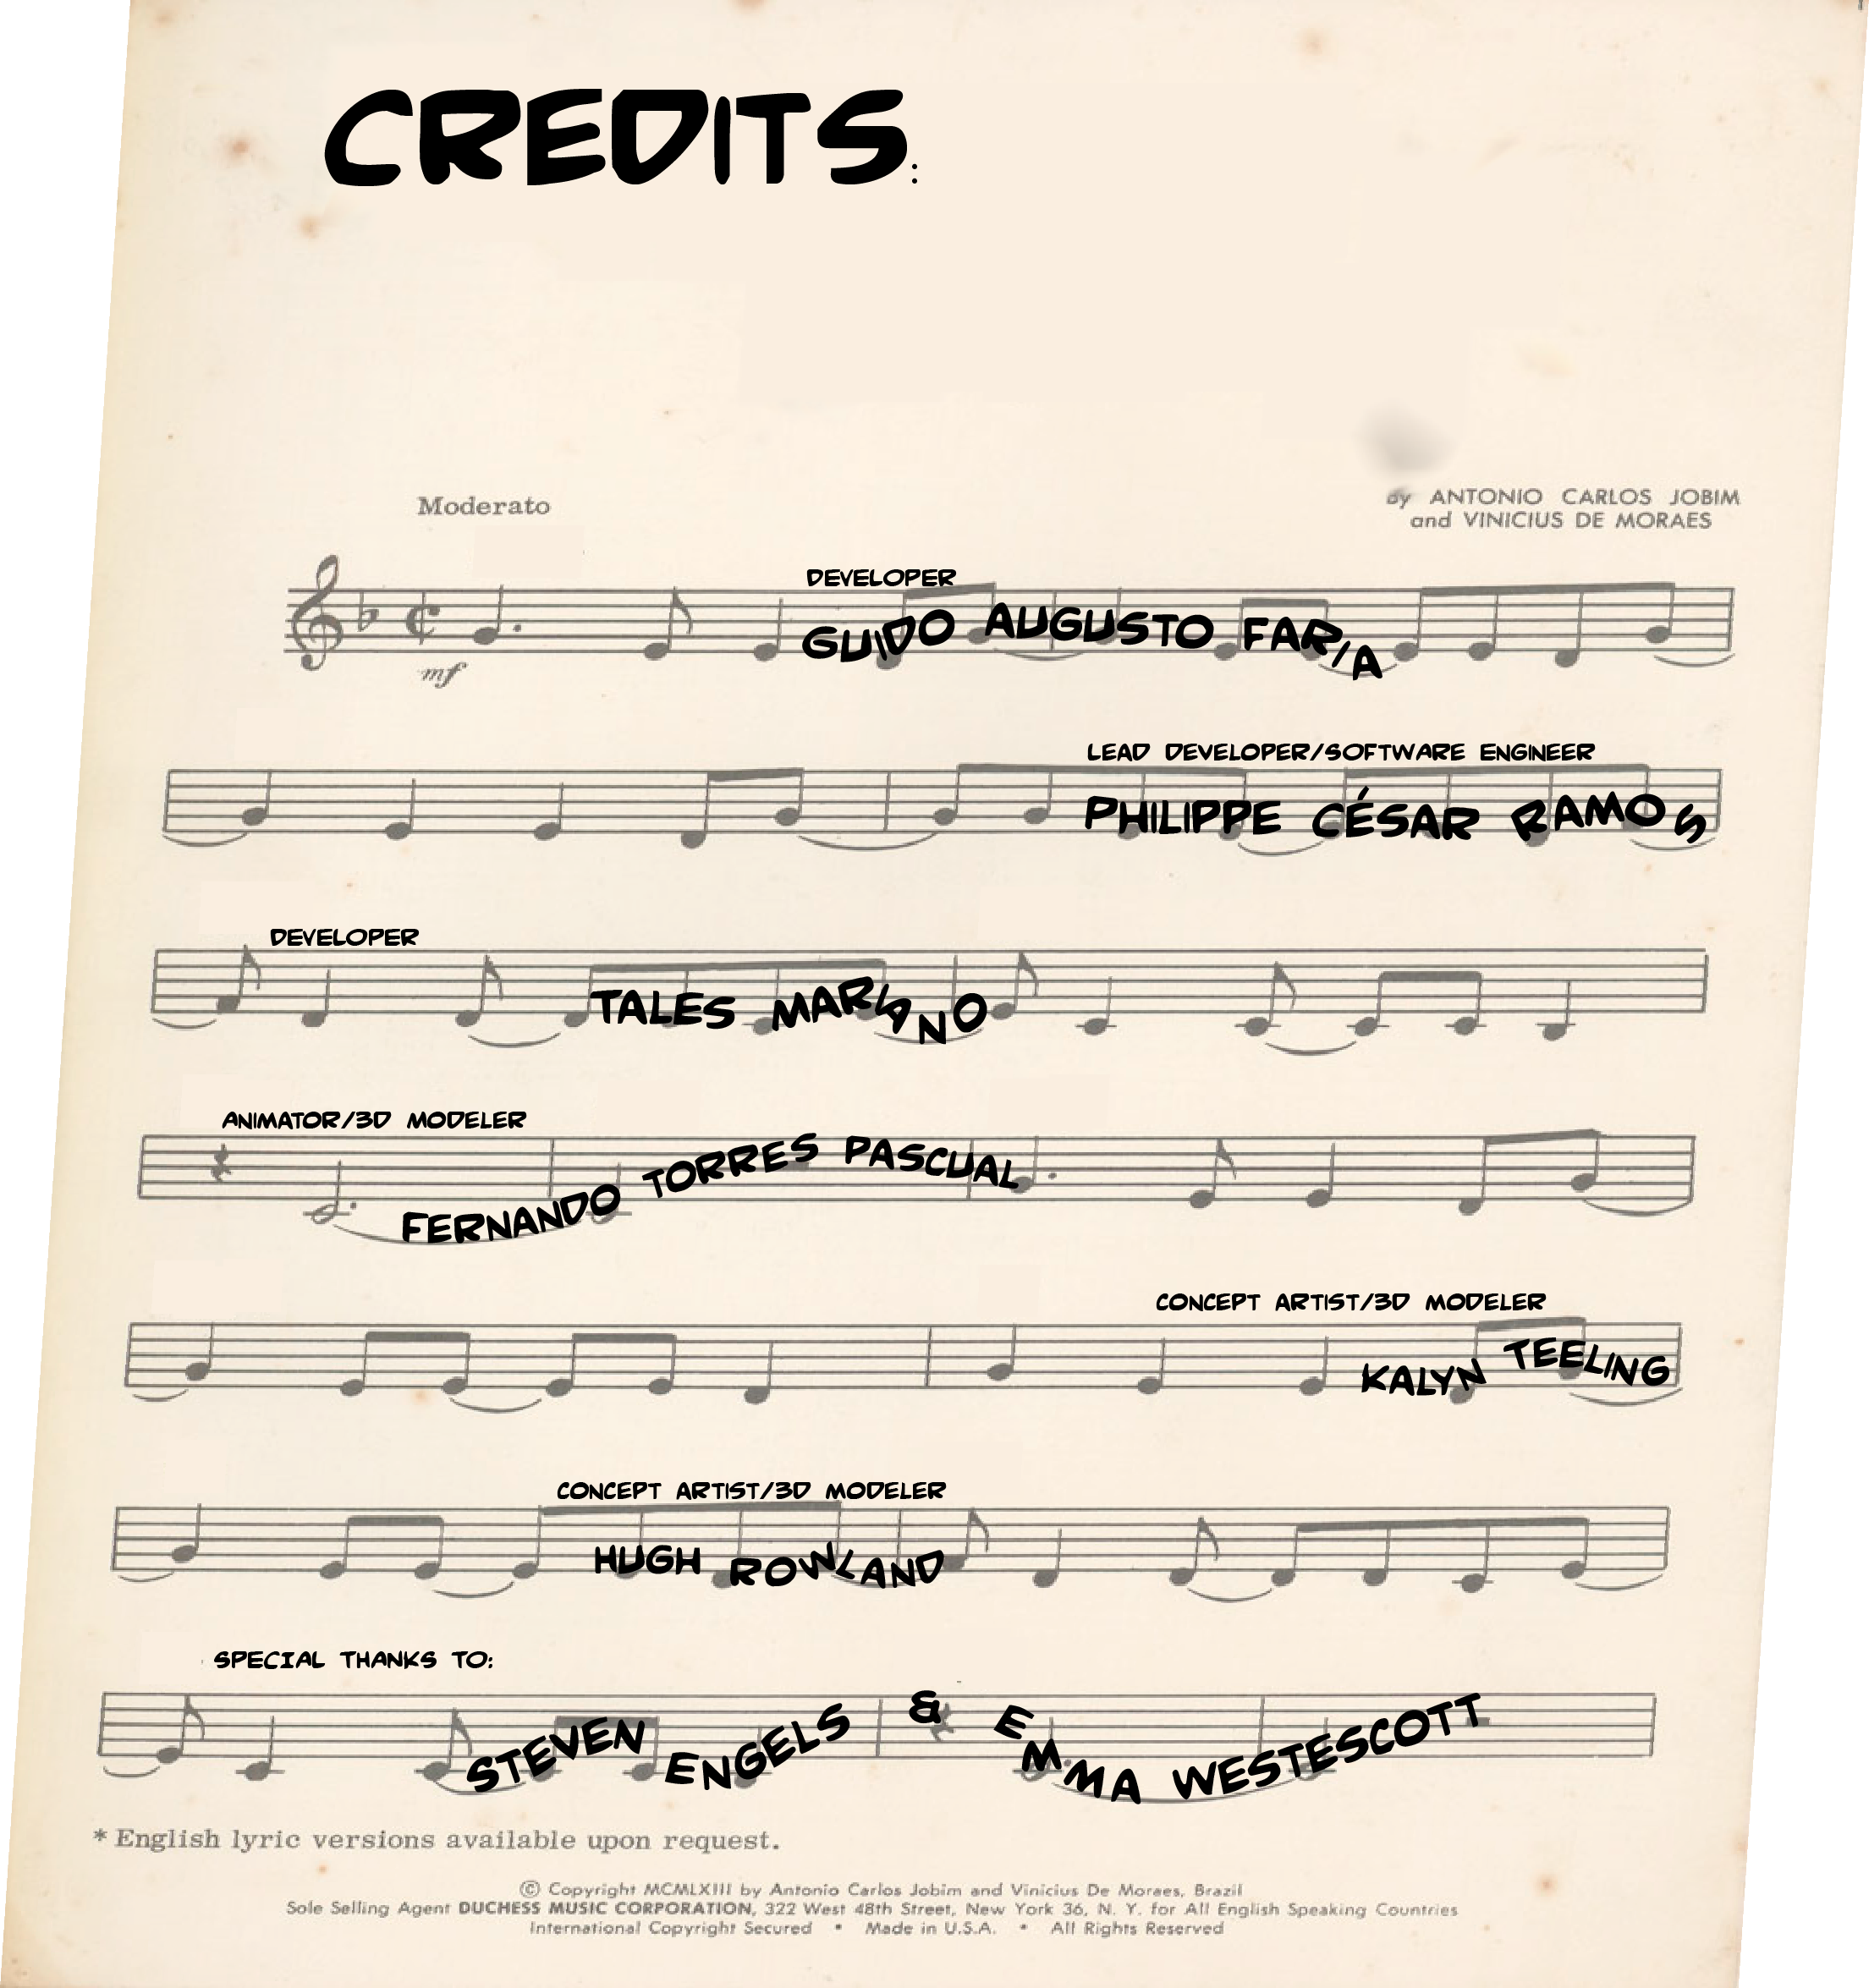 CREDITS:
Moderato
by ANTONIO CARLOS JOBIM
and VINICIUS DE MORAES
DEVELOPER
mf
GUIDO AUGUSTO FARIA
LEAD DEVELOPER/SOFTWARE ENGINEER
PHILIPPE CÉSAR RAMOS
DEVELOPER
TALES MARIANO
ANIMATOR/3D MODELER
FERNANDO TORRES PASCUAL
CONCEPT ARTIST/3D MODELER
KALYN TEELING
CONCEPT ARTIST/3D MODELER
HUGH ROWLAND
SPECIAL THANKS TO:
STEVEN ENGELS & EMMA WESTESCOTT
* English lyric versions available upon request.
© Copyright MCMLXIII by Antonio Carlos Jobim and Vinicius De Moraes, Brazil
Sole Selling Agent DUCHESS MUSIC CORPORATION, 322 West 48th Street, New York 36, N. Y. for All English Speaking Countries
International Copyright Secured • Made in U.S.A. • All Rights Reserved